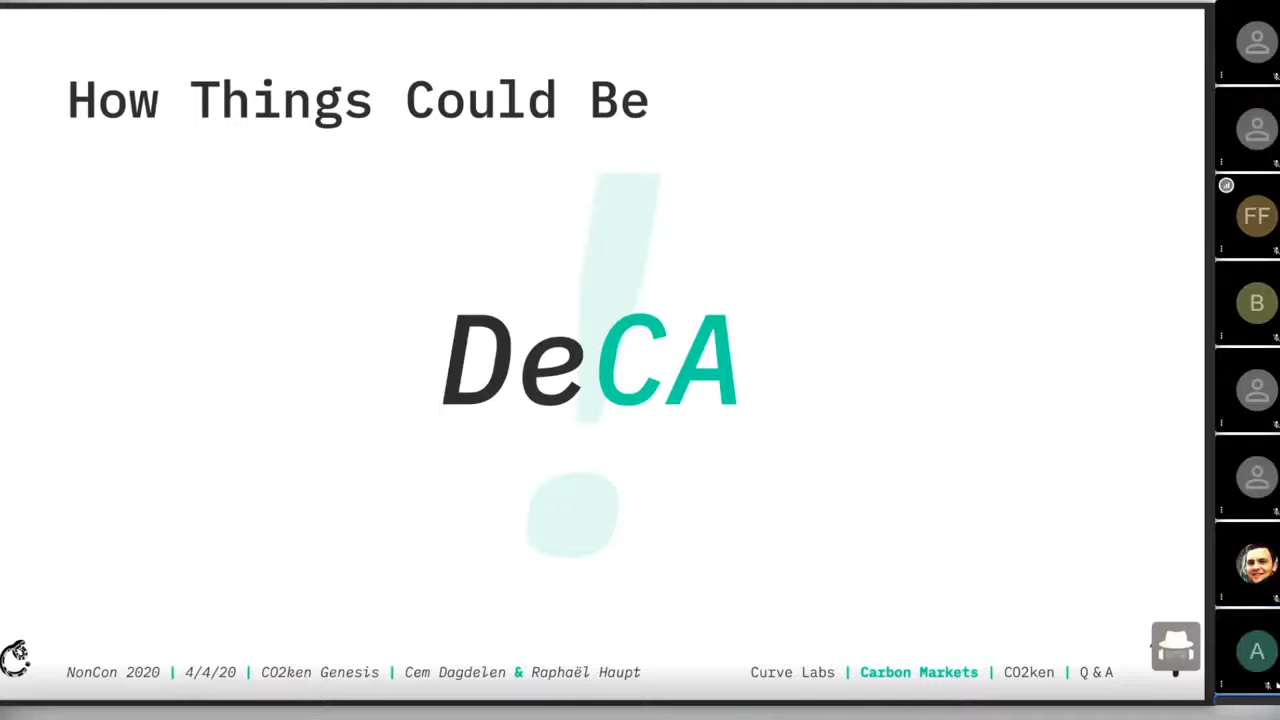 How Things Could Be
!
DeCA
NonCon 2020 | 4/4/20 | CO2ken Genesis | Cem Dagdelen & Raphaël Haupt
Curve Labs | Carbon Markets | CO2ken | Q & A
FF
B
A